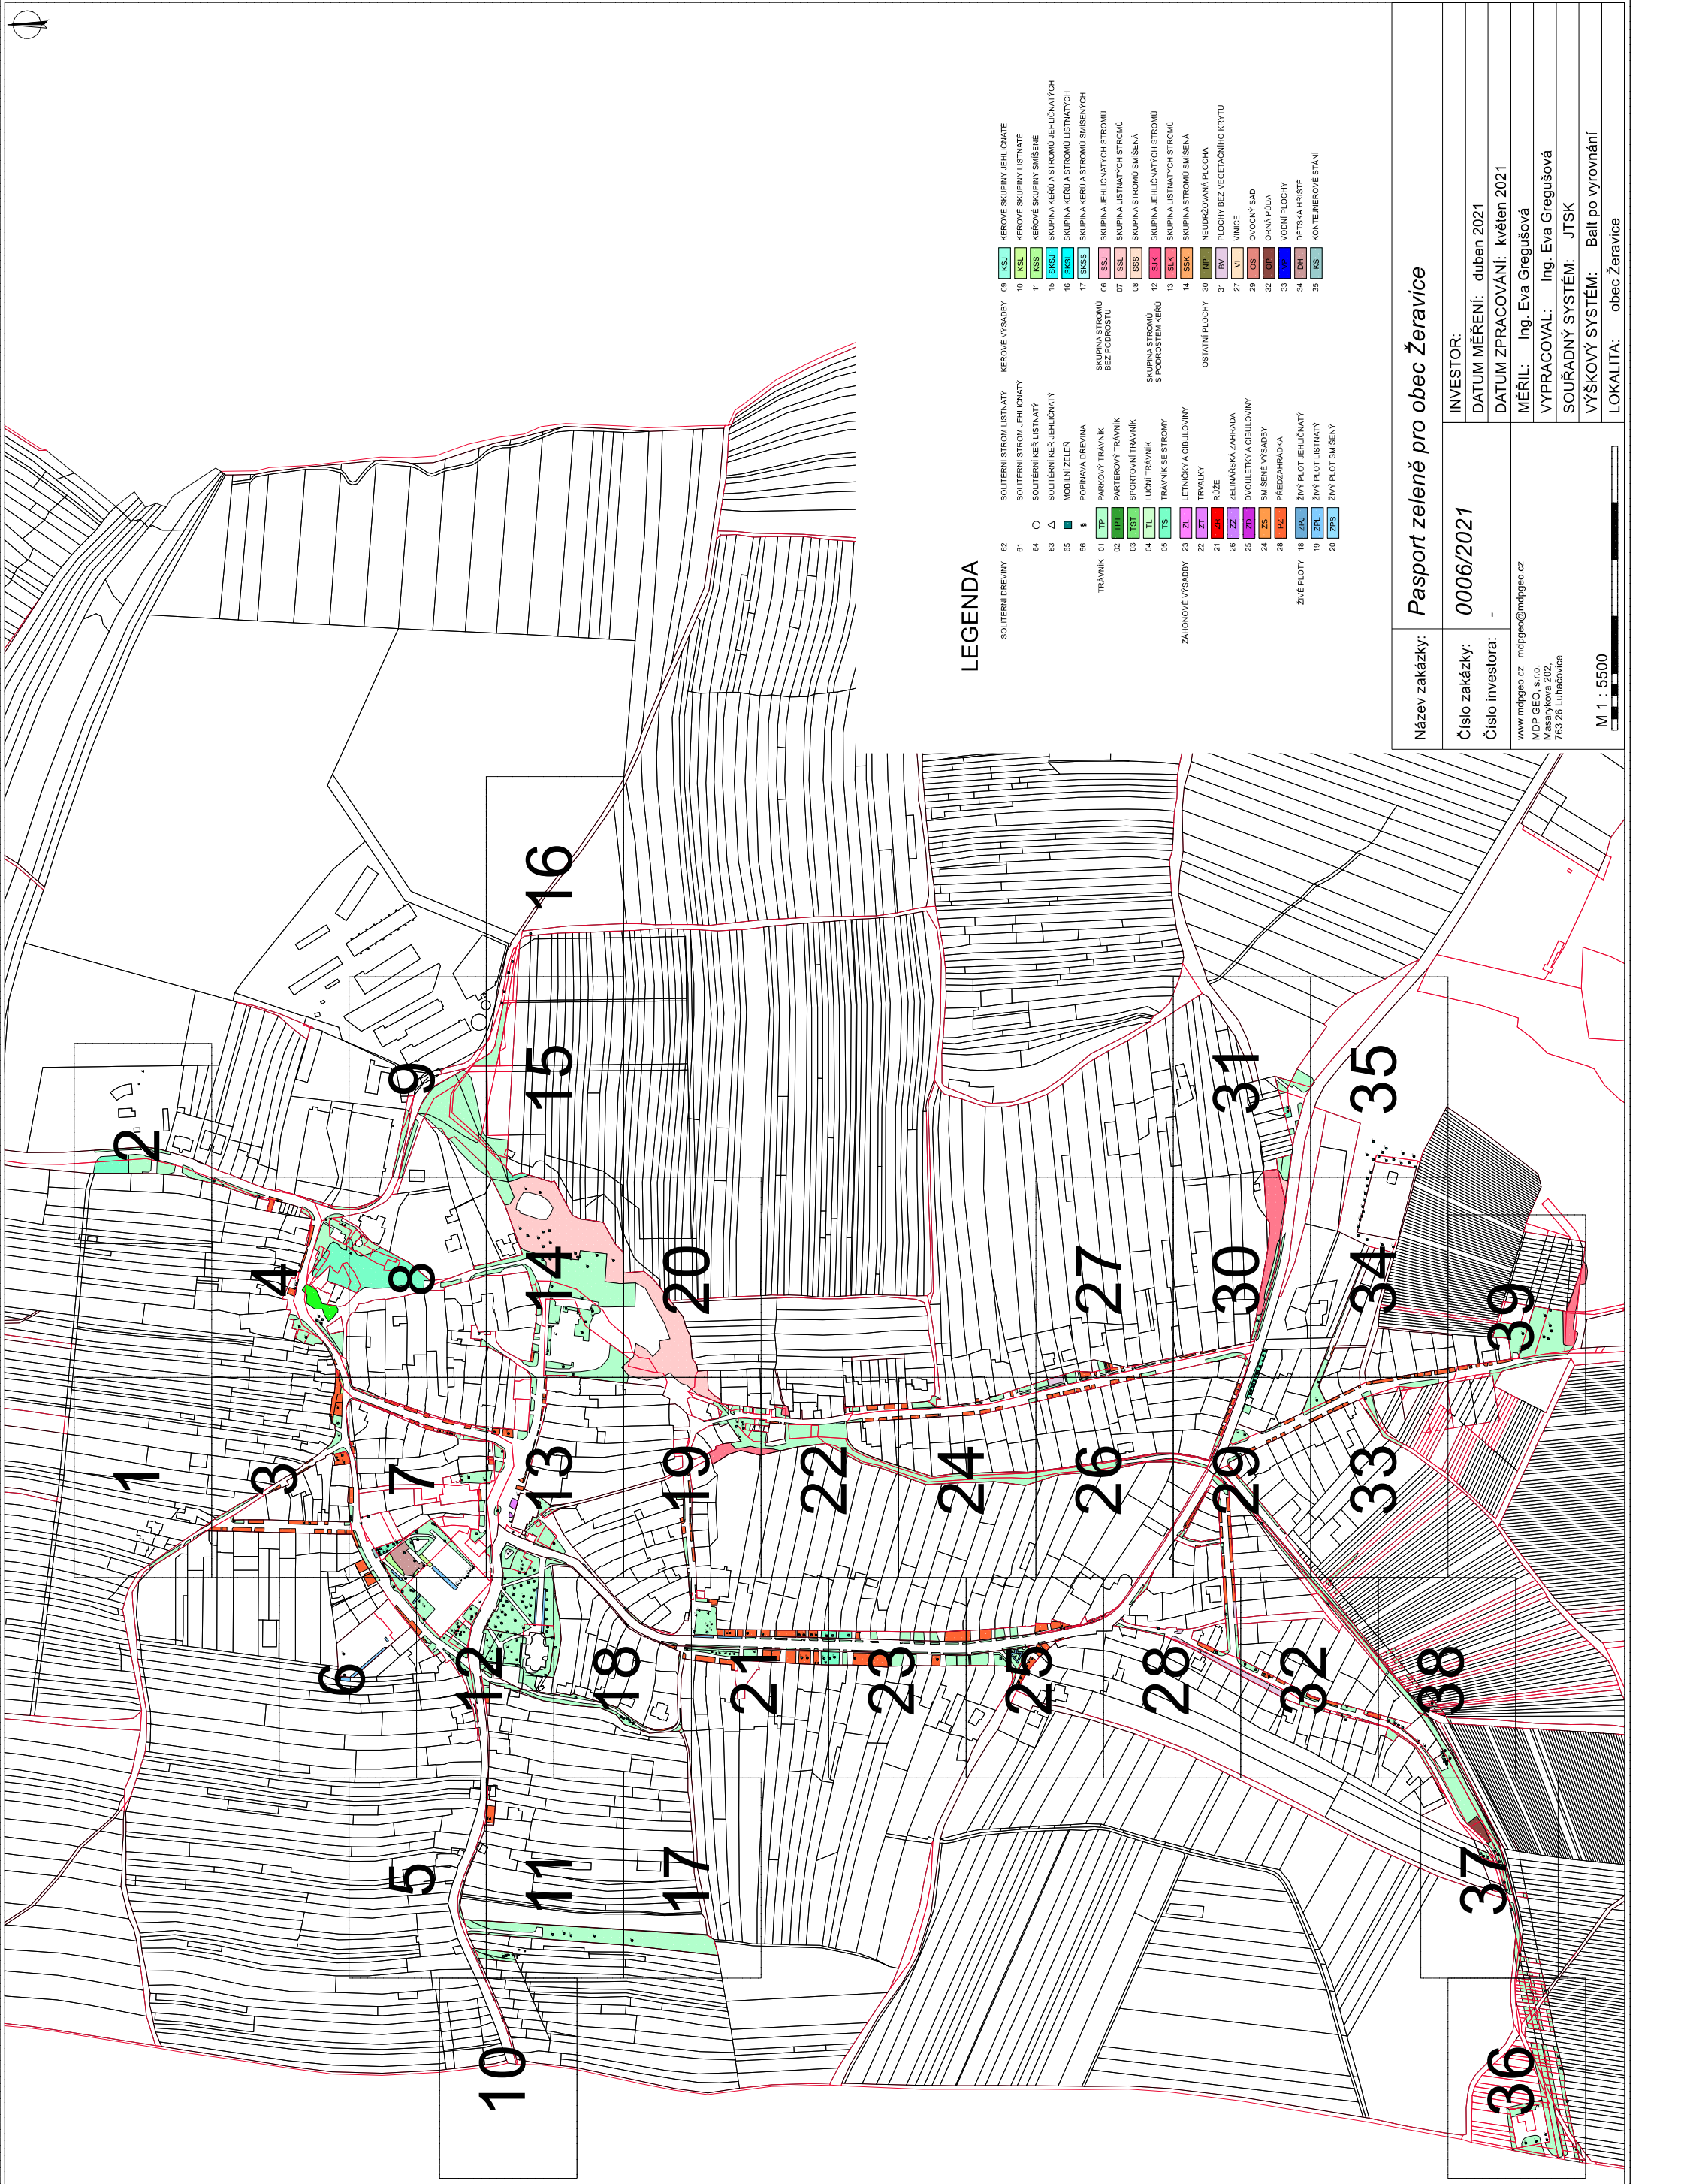 1
2
3
4
5
6
7
8
9
10
11
12
13
14
15
16
17
18
19
20
21
22
23
24
25
26
27
28
29
30
31
32
33
34
35
36
37
38
39
LEGENDA
SOLITERNÍ DŘEVINY
62 SOLITÉRNÍ STROM LISTNATÝ
61 SOLITÉRNÍ STROM JEHLIČNATÝ
64 SOLITÉRNÍ KEŘ LISTNATÝ
63 SOLITÉRNÍ KEŘ JEHLIČNATÝ
65 MOBILNÍ ZELEŇ
66 POPÍNAVÁ DŘEVINA
TRÁVNÍK
01 TP PARKOVÝ TRÁVNÍK
02 TPT PARTEROVÝ TRÁVNÍK
03 TST SPORTOVNÍ TRÁVNÍK
04 TL LUČNÍ TRÁVNÍK
05 TS TRÁVNÍK SE STROMY
ZÁHONOVÉ VÝSADBY
23 ZL LETNIČKY A CIBULOVINY
22 ZT TRVALKY
21 ZR RŮŽE
26 ZZ ZELINÁŘSKÁ ZAHRADA
25 ZD DVOULETKY A CIBULOVINY
24 ZS SMÍŠENÉ VÝSADBY
28 PZ PŘEDZAHRÁDKA
ŽIVÉ PLOTY
18 ZPJ ŽIVÝ PLOT JEHLIČNATÝ
19 ZPL ŽIVÝ PLOT LISTNATÝ
20 ZPS ŽIVÝ PLOT SMÍŠENÝ
KEŘOVÉ VÝSADBY
09 KSJ KEŘOVÉ SKUPINY JEHLIČNATÉ
10 KSL KEŘOVÉ SKUPINY LISTNATÉ
11 KSS KEŘOVÉ SKUPINY SMÍŠENÉ
15 SKSJ SKUPINA KEŘŮ A STROMŮ JEHLIČNATÝCH
16 SKSL SKUPINA KEŘŮ A STROMŮ LISTNATÝCH
17 SKSS SKUPINA KEŘŮ A STROMŮ SMÍŠENÝCH
SKUPINA STROMŮ
BEZ PODROSTU
06 SSJ SKUPINA JEHLIČNATÝCH STROMŮ
07 SSL SKUPINA LISTNATÝCH STROMŮ
08 SSS SKUPINA STROMŮ SMÍŠENÁ
SKUPINA STROMŮ
S PODROSTEM KEŘŮ
12 SJK SKUPINA JEHLIČNATÝCH STROMŮ
13 SLK SKUPINA LISTNATÝCH STROMŮ
14 SSK SKUPINA STROMŮ SMÍŠENÁ
OSTATNÍ PLOCHY
30 NP NEUDRŽOVANÁ PLOCHA
31 BV PLOCHY BEZ VEGETAČNÍHO KRYTU
27 VI VINICE
29 OS OVOCNÝ SAD
32 OP ORNÁ PŮDA
33 VODNÍ PLOCHY
34 DH DĚTSKÁ HŘIŠTĚ
35 KS KONTEJNEROVÉ STÁNÍ
Název zakázky: Pasport zeleně pro obec Žeravice
Číslo zakázky: 0006/2021
Číslo investora: -
www.mdpgeo.cz mdpgeo@mdpgeo.cz
MDP GEO, s.r.o.
Masarykova 202,
763 26 Luhačovice
M 1 : 5500
INVESTOR:
DATUM MĚŘENÍ: duben 2021
DATUM ZPRACOVÁNÍ: květen 2021
MĚŘIL: Ing. Eva Gregušová
VYPRACOVAL: Ing. Eva Gregušová
SOUŘADNÝ SYSTÉM: JTSK
VÝŠKOVÝ SYSTÉM: Balt po vyrovnání
LOKALITA: obec Žeravice